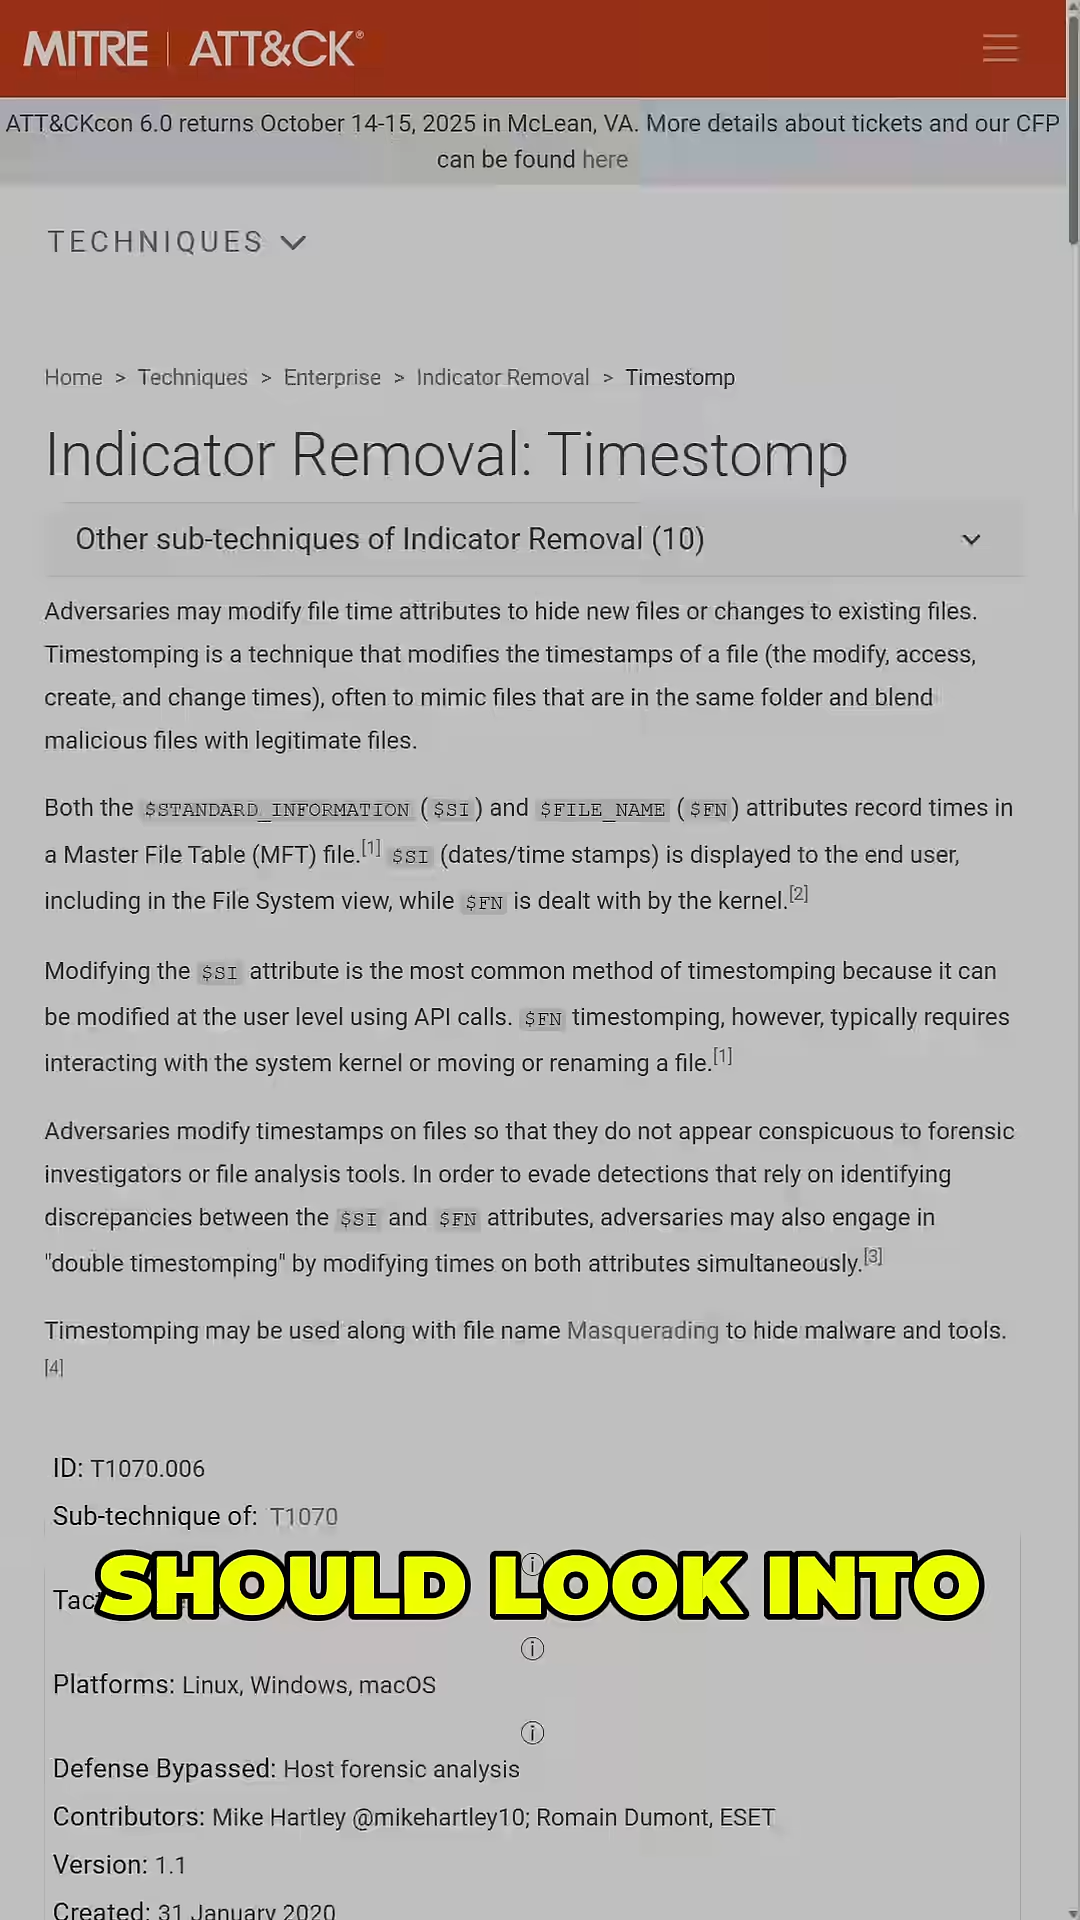 MITRE | ATT&CK®
ATT&CKcon 6.0 returns October 14-15, 2025 in McLean, VA. More details about tickets and our CFP
can be found here
TECHNIQUES
Home > Techniques > Enterprise > Indicator Removal > Timestomp
Indicator Removal: Timestomp
Other sub-techniques of Indicator Removal (10)
Adversaries may modify file time attributes to hide new files or changes to existing files.
Timestomping is a technique that modifies the timestamps of a file (the modify, access,
create, and change times), often to mimic files that are in the same folder and blend
malicious files with legitimate files.
Both the $STANDARD_INFORMATION ($SI) and $FILE_NAME ($FN) attributes record times in
a Master File Table (MFT) file.[1] $SI (dates/time stamps) is displayed to the end user,
including in the File System view, while $FN is dealt with by the kernel.[2]
Modifying the $SI attribute is the most common method of timestomping because it can
be modified at the user level using API calls. $FN timestomping, however, typically requires
interacting with the system kernel or moving or renaming a file.[1]
Adversaries modify timestamps on files so that they do not appear conspicuous to forensic
investigators or file analysis tools. In order to evade detections that rely on identifying
discrepancies between the $SI and $FN attributes, adversaries may also engage in
"double timestomping" by modifying times on both attributes simultaneously.[3]
Timestomping may be used along with file name Masquerading to hide malware and tools.
[4]
ID: T1070.006
Sub-technique of: T1070
SHOULD LOOK INTO
Platforms: Linux, Windows, macOS
Defense Bypassed: Host forensic analysis
Contributors: Mike Hartley @mikehartley10; Romain Dumont, ESET
Version: 1.1
Created: 31 January 2020